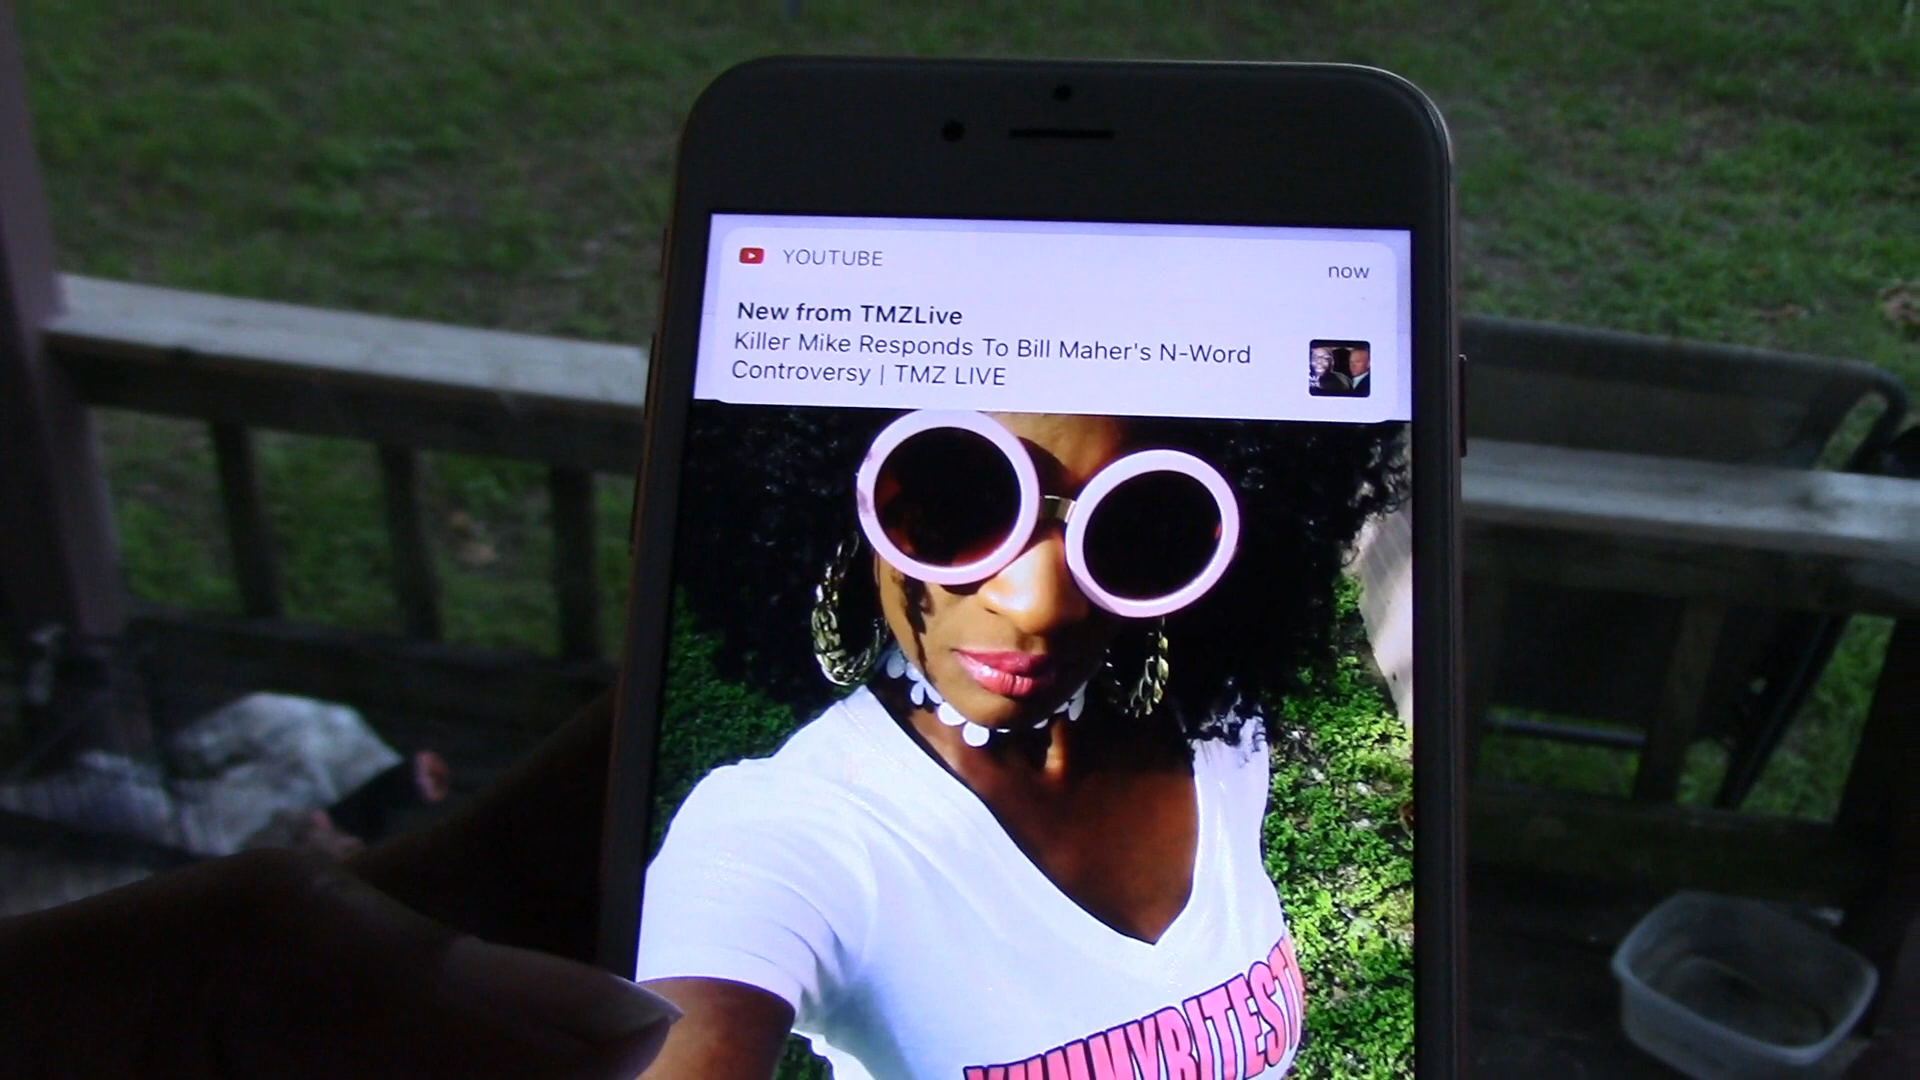 YOUTUBE
now
New from TMZLive
Killer Mike Responds To Bill Maher's N-Word
Controversy | TMZ LIVE